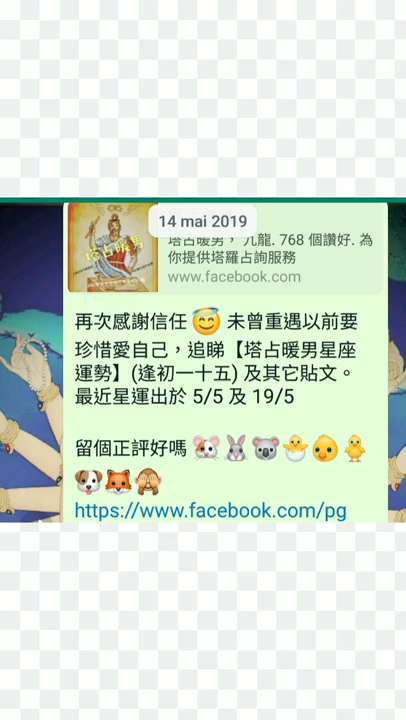 14 mai 2019
塔占暖男
塔占暖男， 九龍. 768 個讚好. 為
你提供塔羅占詢服務
www.facebook.com
再次感謝信任 😇 未曾重遇以前要
珍惜愛自己，追睇【塔占暖男星座
運勢】(逢初一十五) 及其它貼文。
最近星運出於 5/5 及 19/5
留個正評好嗎 🐹🐰🐨🐣🐤🐥
🐶🦊🙈
https://www.facebook.com/pg